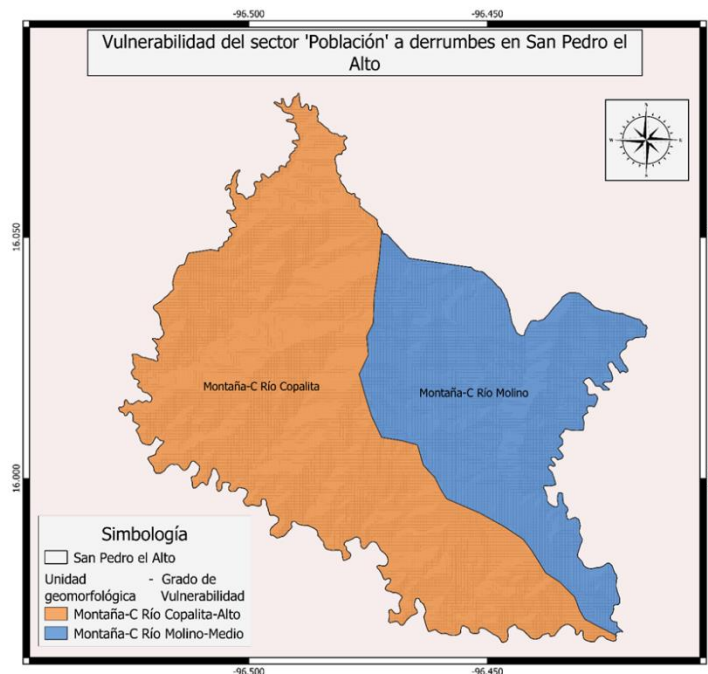 -96.500
-96.450
Vulnerabilidad del sector 'Población' a derrumbes en San Pedro el
Alto
N
W
E
S
16.050
Montaña-C Río Copalita
Montaña-C Río Molino
16.000
Simbología
San Pedro el Alto
Unidad - Grado de
geomorfológica Vulnerabilidad
Montaña-C Río Copalita-Alto
Montaña-C Río Molino-Medio
-96.500
-96.450